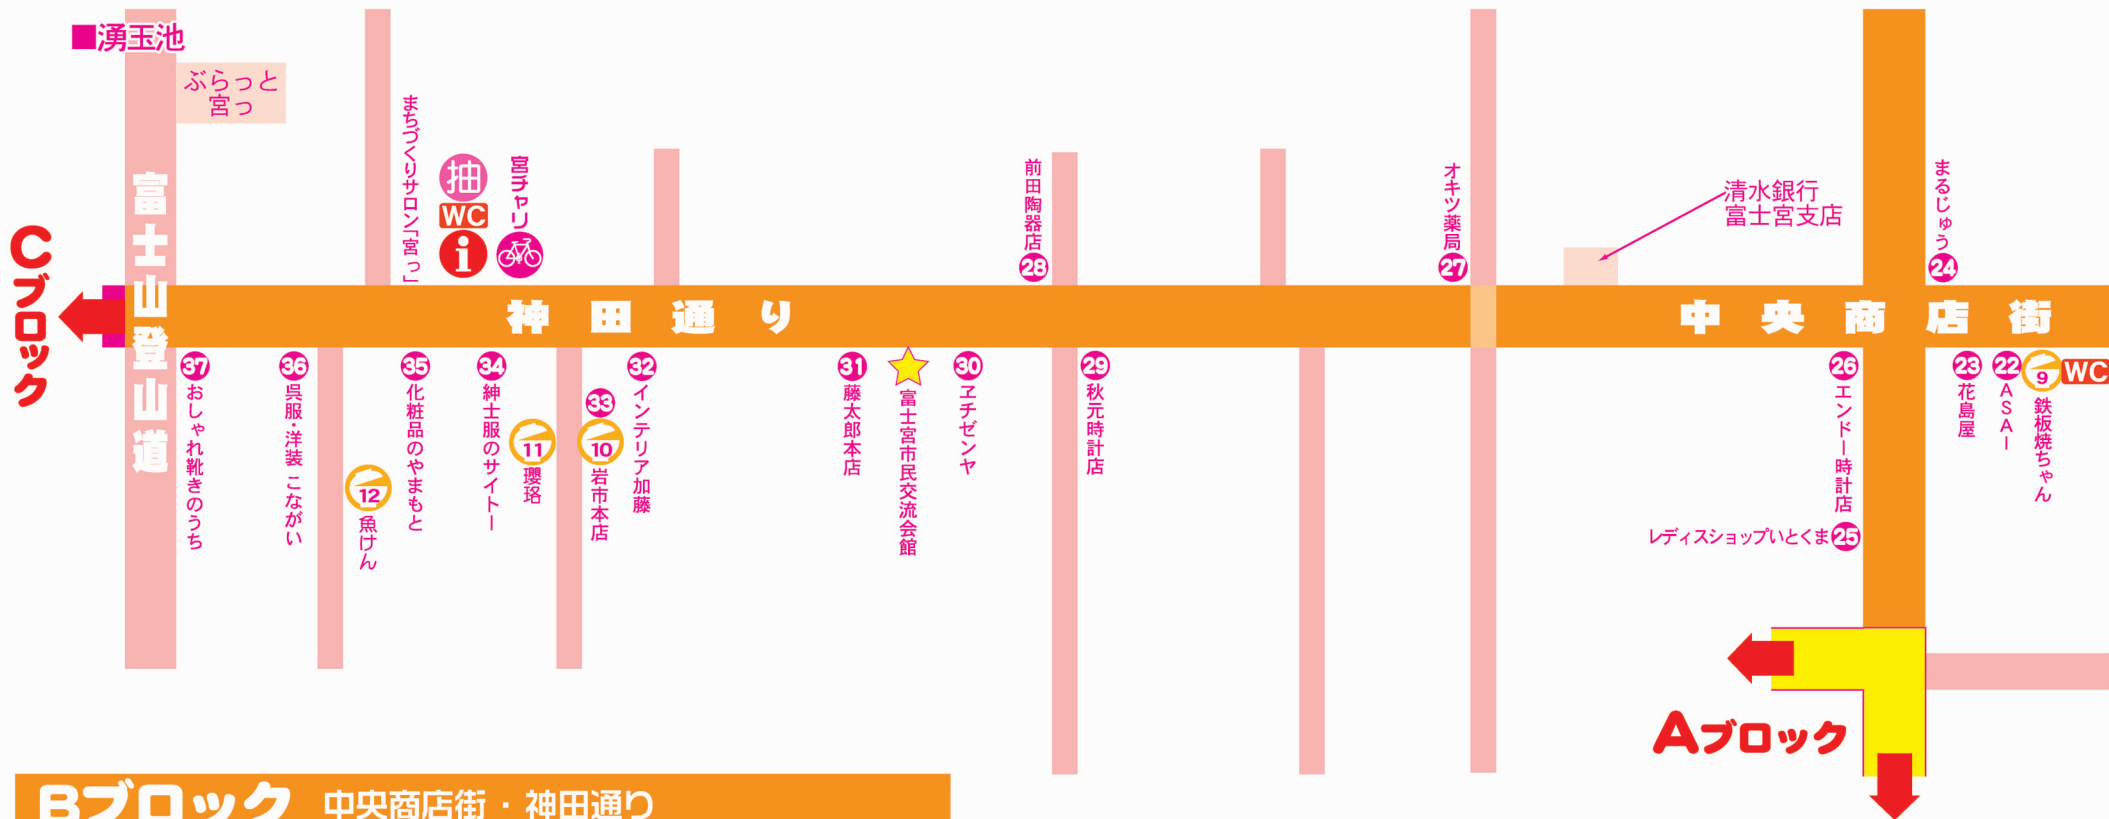 ■湧玉池
ぶらっと
宮っ
富士山登山道
Cブロック
まちづくりサロン「宮っ」
抽
WC
i
宮チャリ
前田陶器店
28
オキツ薬局
27
清水銀行
富士宮支店
まるじゅう
24
神田通り
中央商店街
37
おしゃれ靴きのうち
36
呉服・洋装 こながい
12
魚けん
35
化粧品のやまもと
34
紳士服のサイトー
11
瓔珞
33
10
岩市本店
32
インテリア加藤
31
藤太郎本店
富士宮市民交流会館
30
ヱチゼンヤ
29
秋元時計店
26
エンドー時計店
レディスショップいとくま25
23
花島屋
22
ASAI
9
鉄板焼ちゃん
WC
Aブロック
Bブロック 中央商店街・神田通り